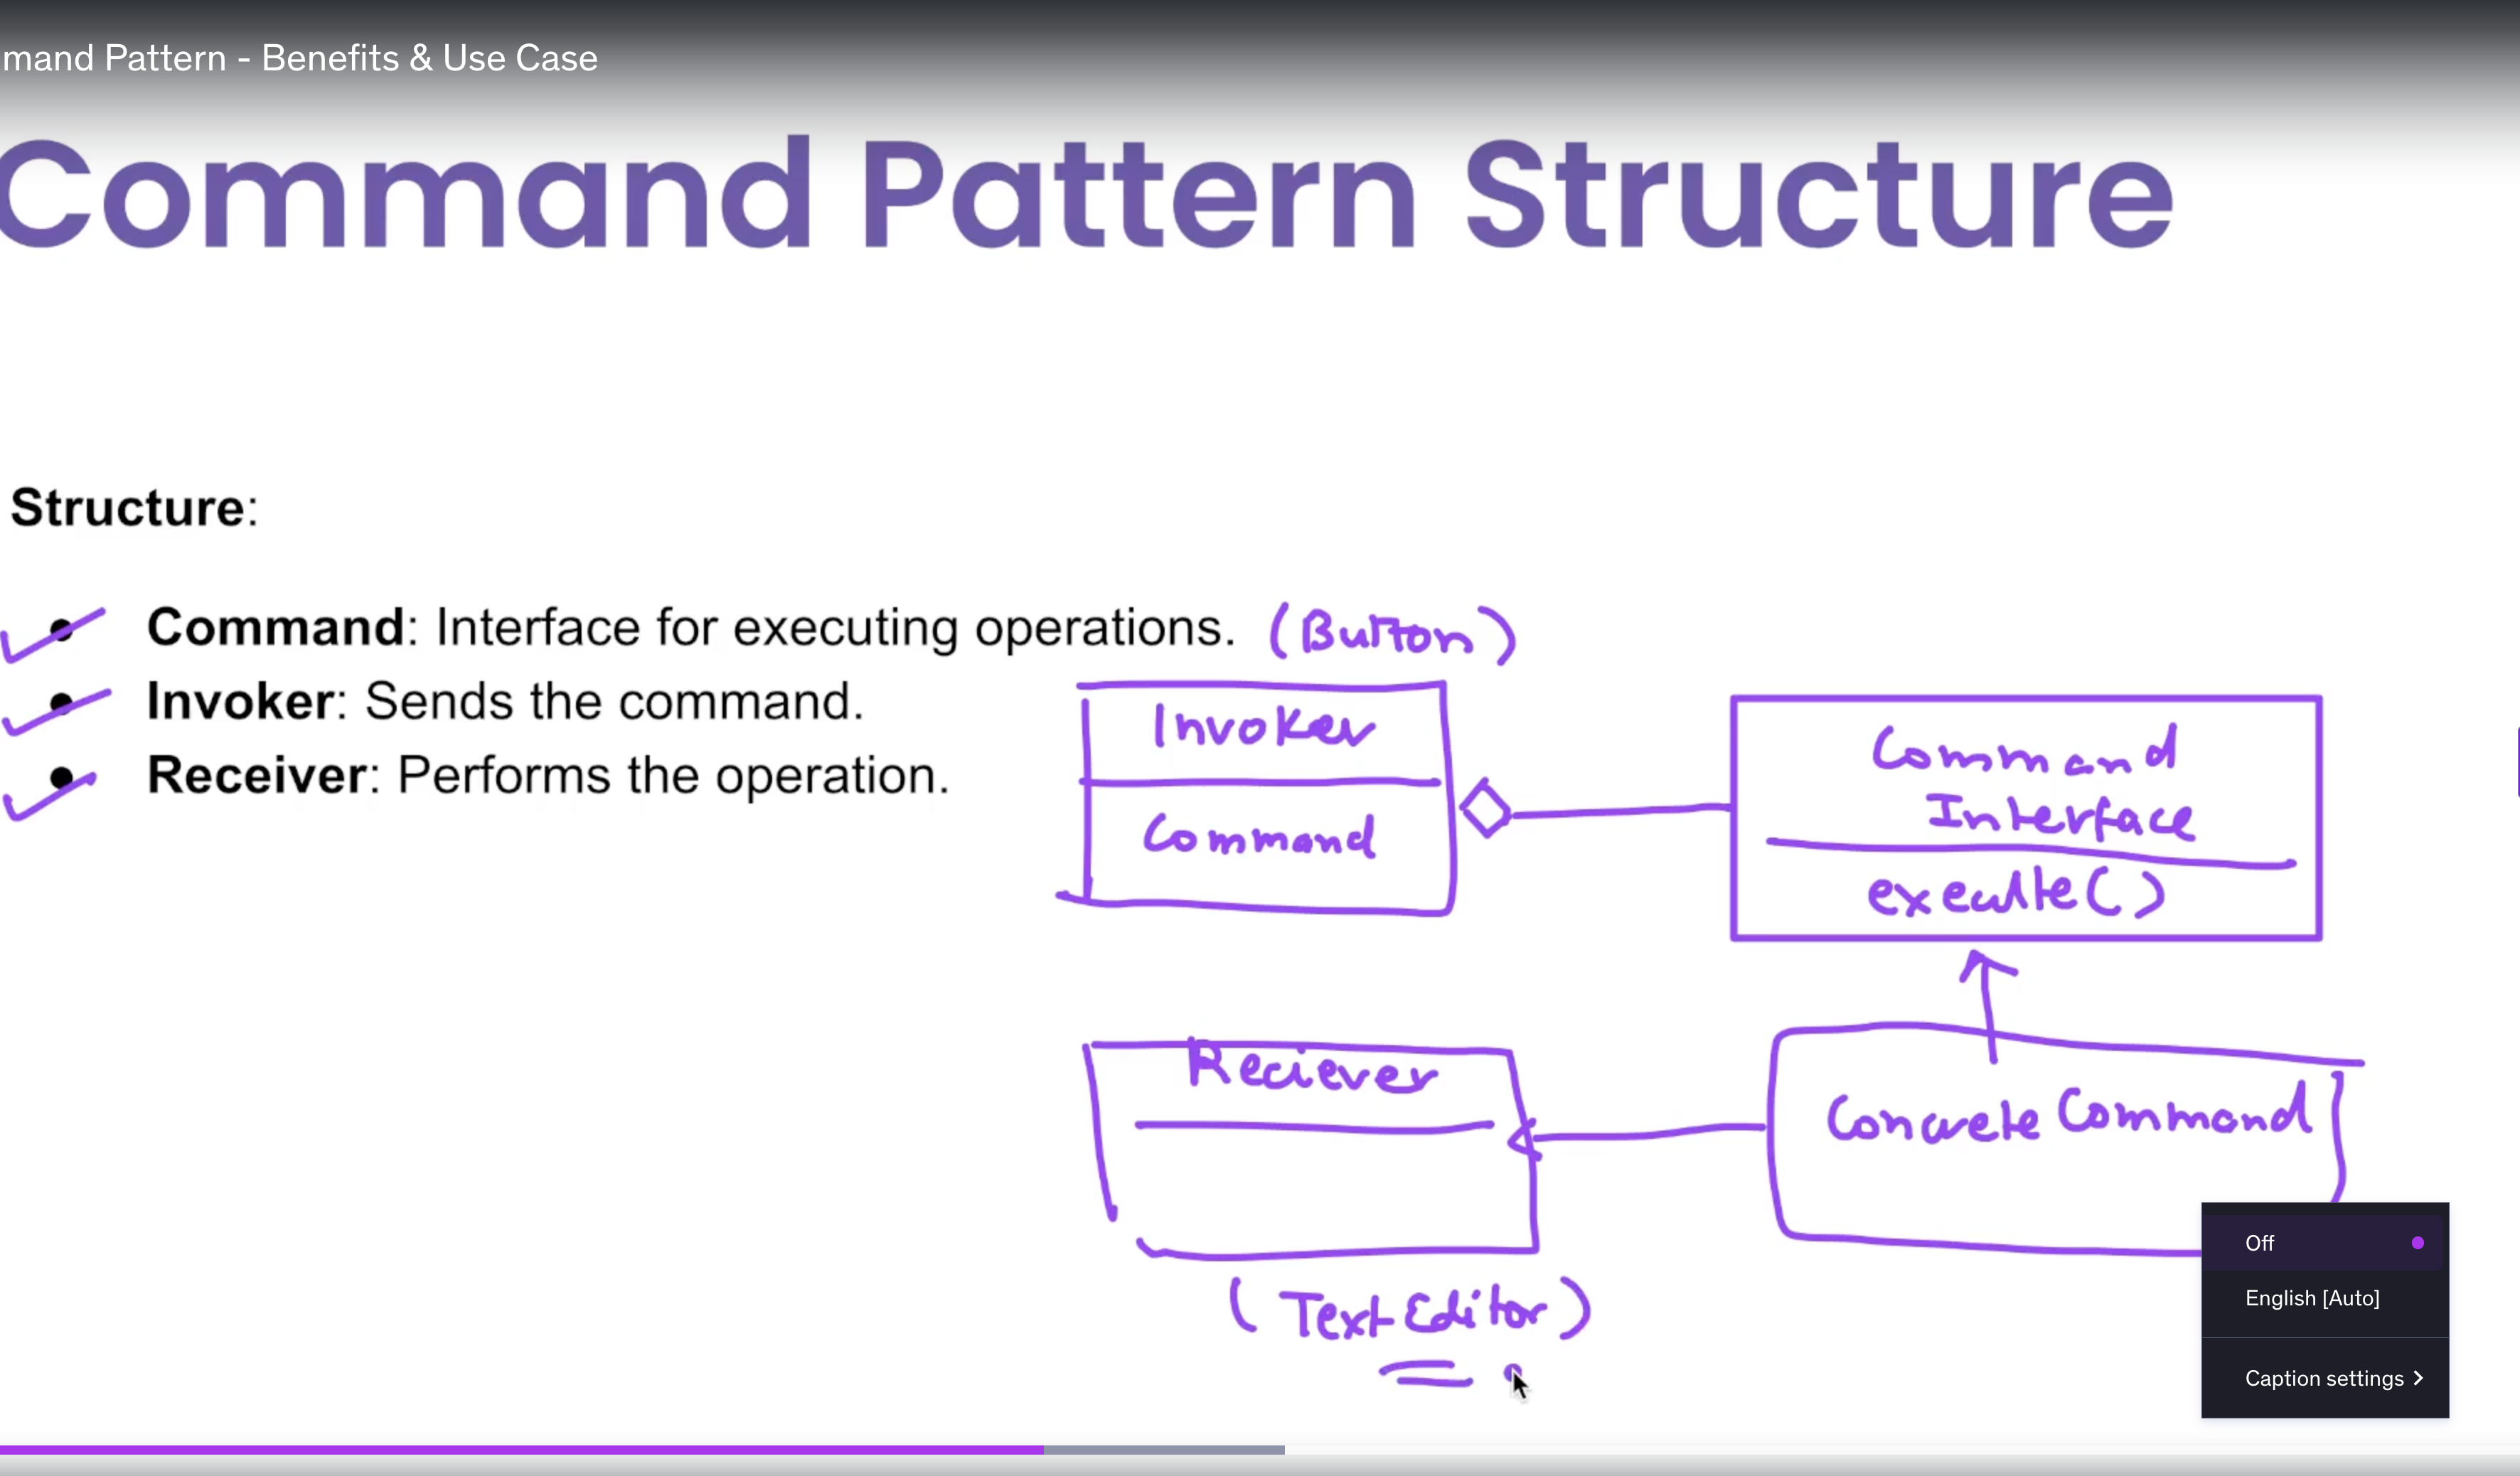 mand Pattern - Benefits & Use Case
Command Pattern Structure
Structure:
Command: Interface for executing operations. (Button)
Invoker: Sends the command.
Receiver: Performs the operation.
Invoker
Command
Command
Interface
execute()
Reciever
Concrete Command
(Text Editor)
Off
English [Auto]
Caption settings